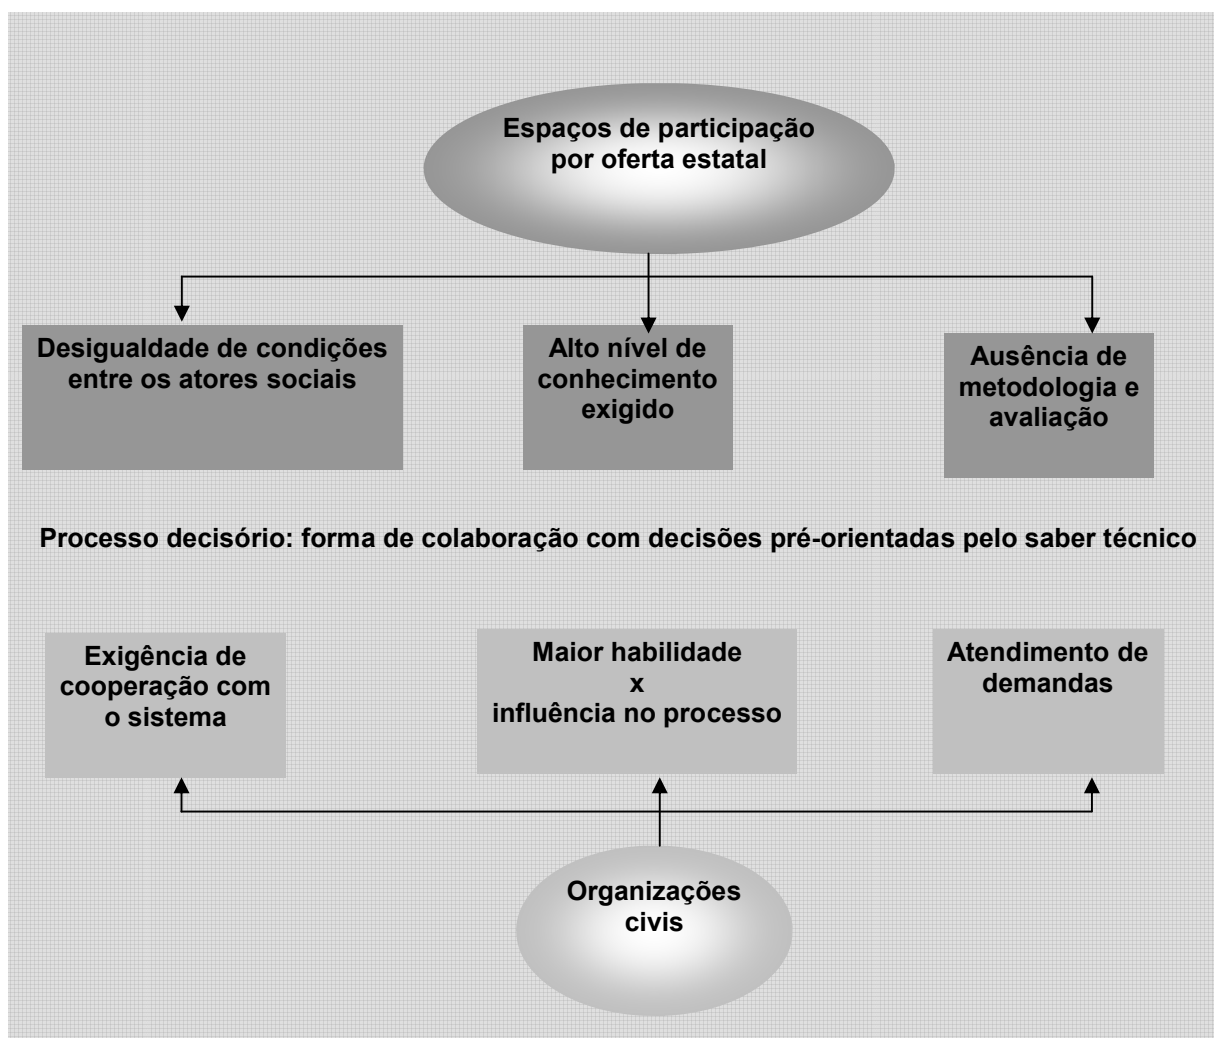 Espaços de participação
por oferta estatal
Desigualdade de condições
entre os atores sociais
Alto nível de
conhecimento
exigido
Ausência de
metodologia e
avaliação
Processo decisório: forma de colaboração com decisões pré-orientadas pelo saber técnico
Exigência de
cooperação com
o sistema
Maior habilidade
x
influência no processo
Atendimento de
demandas
Organizações
civis